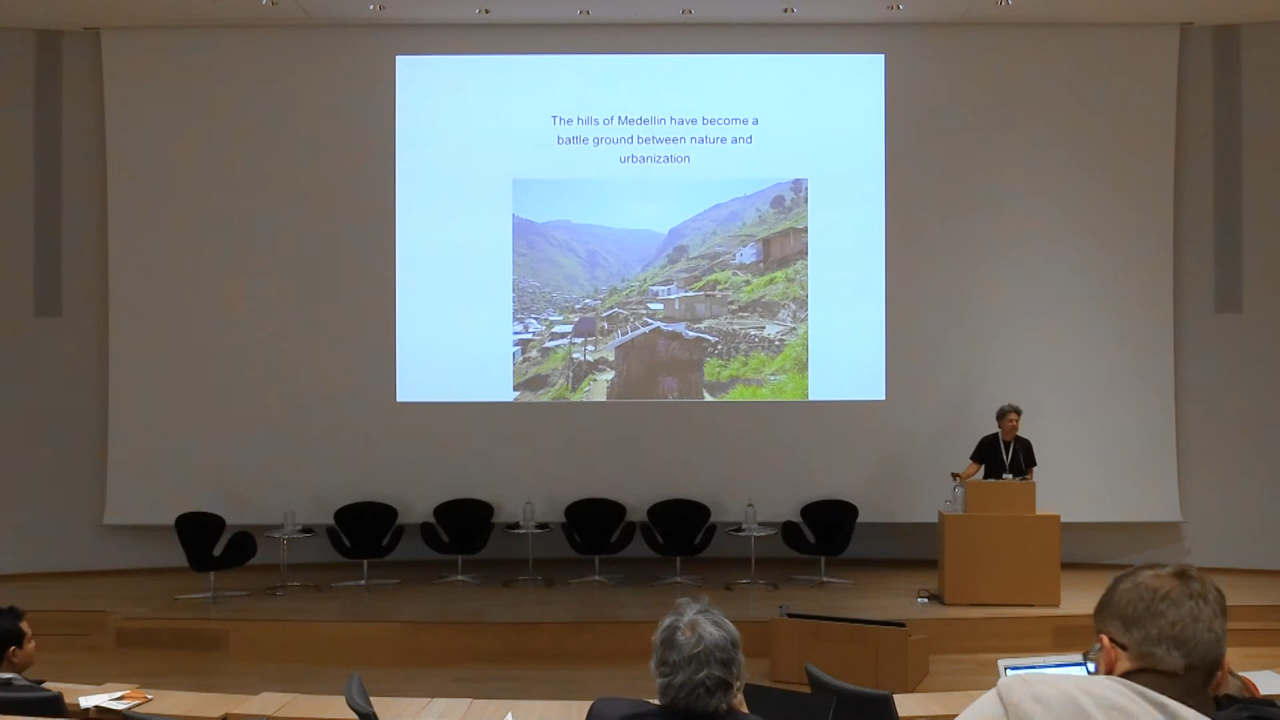 The hills of Medellin have become a
battle ground between nature and
urbanization